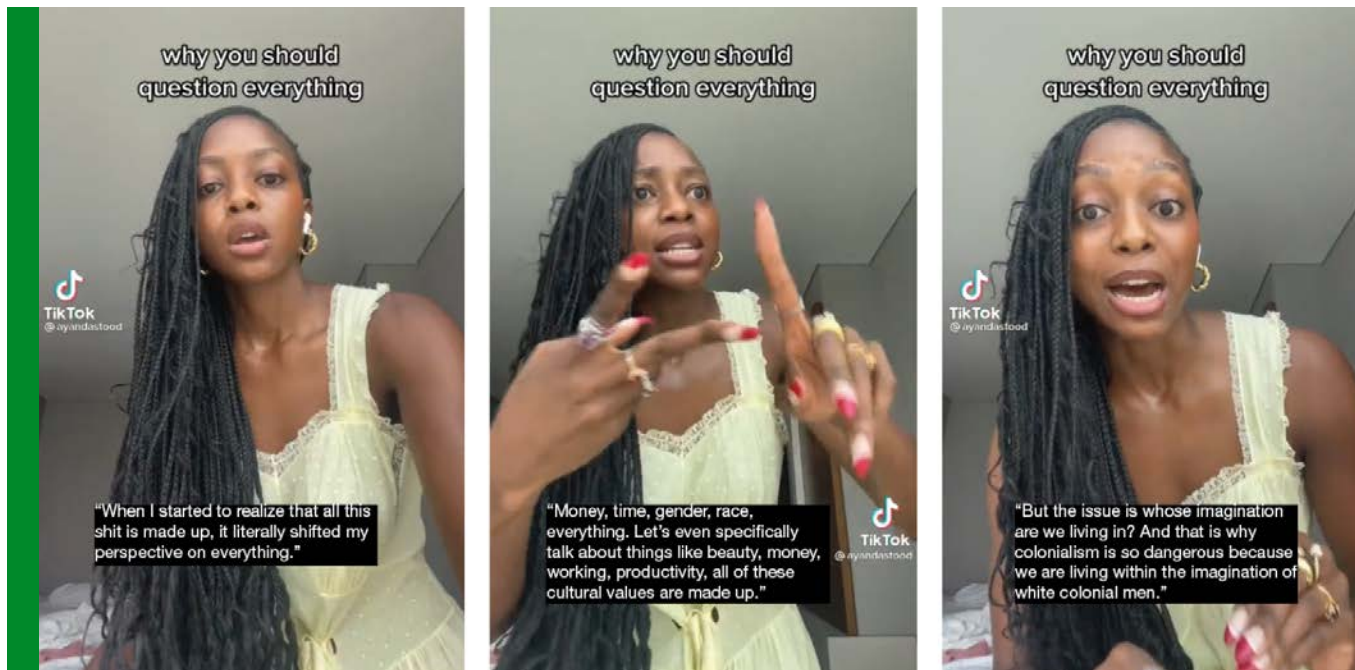 why you should
question everything
TikTok
@ayandastood
“When I started to realize that all this
shit is made up, it literally shifted my
perspective on everything.”
why you should
question everything
“Money, time, gender, race,
everything. Let’s even specifically
talk about things like beauty, money,
working, productivity, all of these
cultural values are made up.”
TikTok
@ayandastood
why you should
question everything
TikTok
@ayandastood
“But the issue is whose imagination
are we living in? And that is why
colonialism is so dangerous because
we are living within the imagination of
white colonial men.”